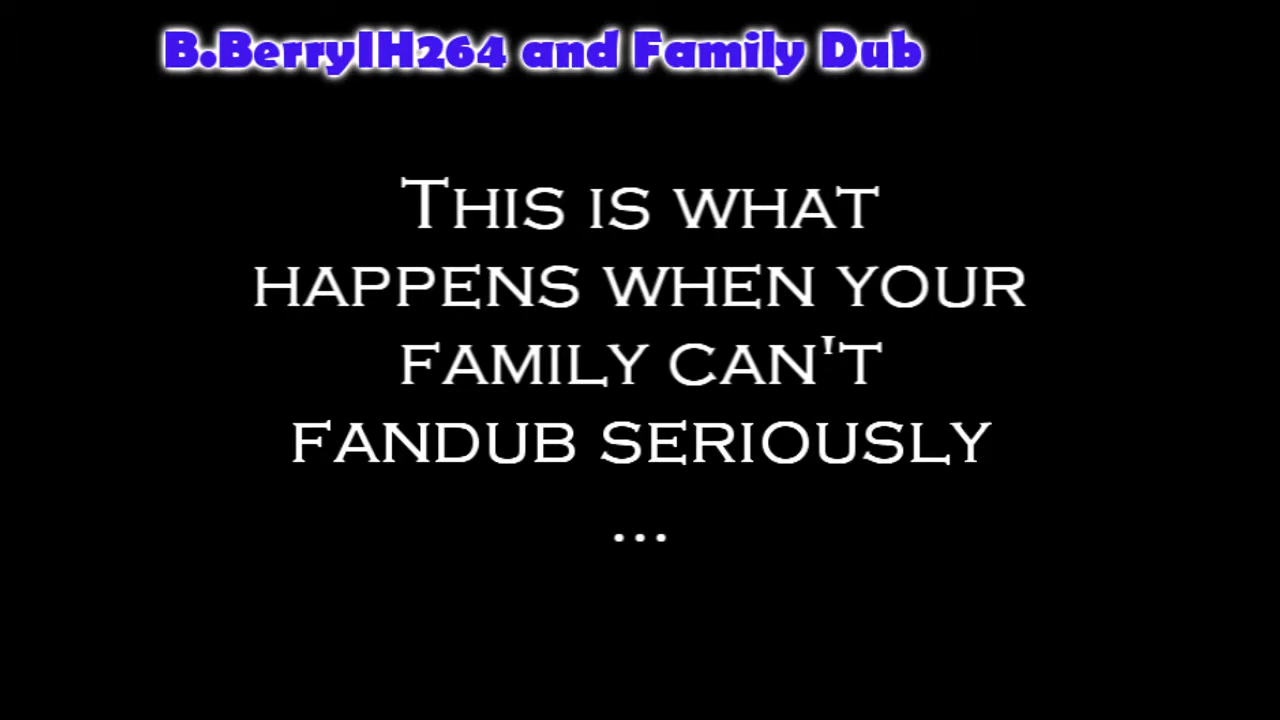 B.BerryIH264 and Family Dub
This is what
happens when your
family can't
fandub seriously
...